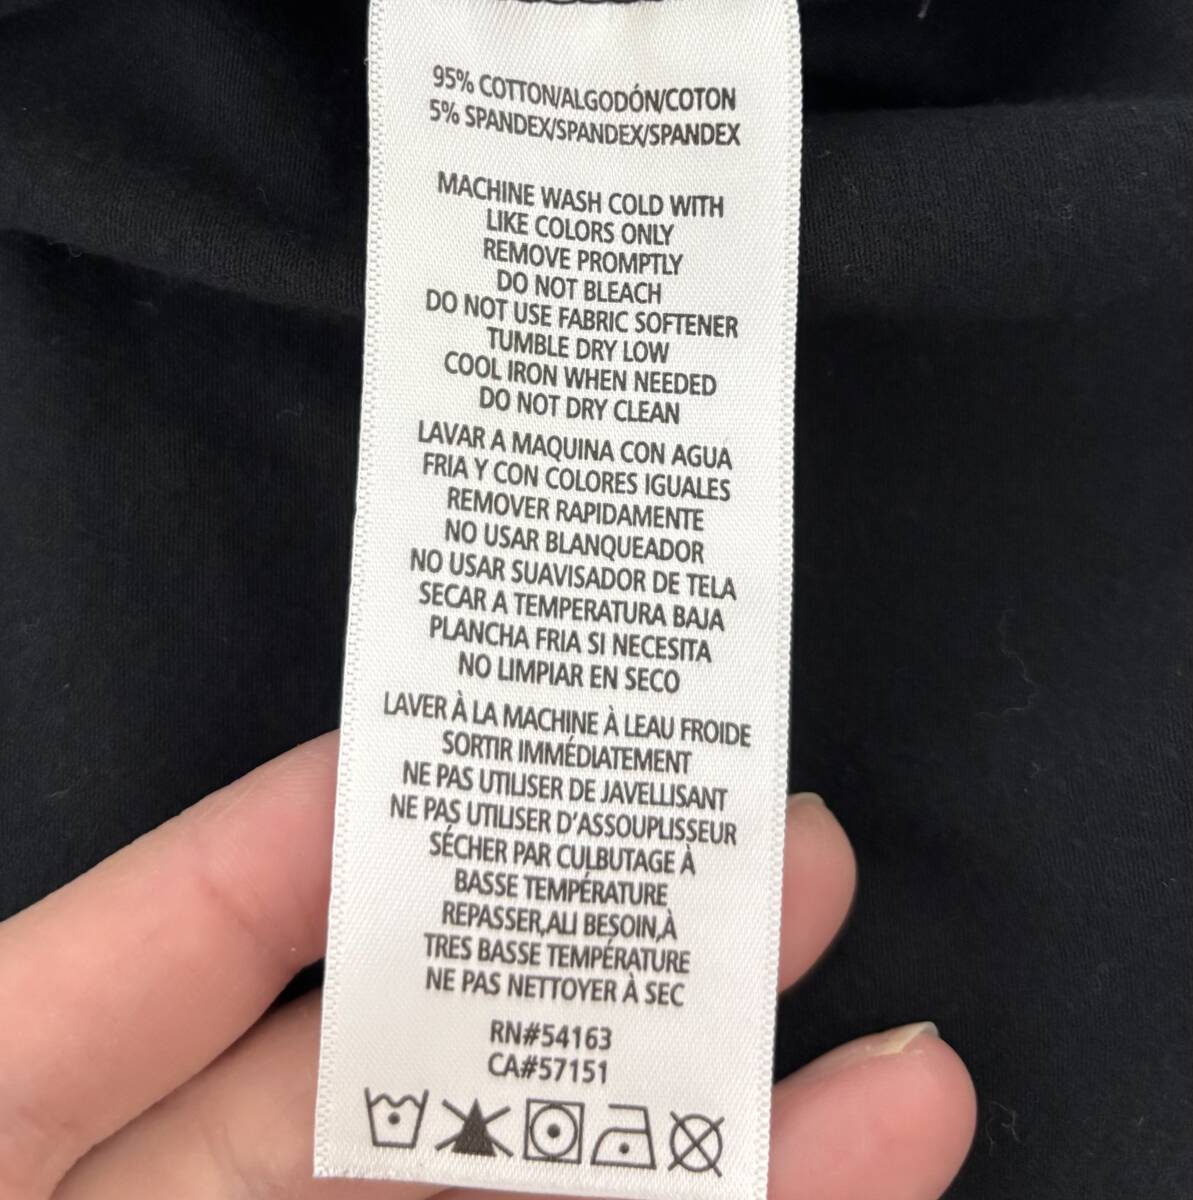 95% COTTON/ALGODÓN/COTON
5% SPANDEX/SPANDEX/SPANDEX
MACHINE WASH COLD WITH
LIKE COLORS ONLY
REMOVE PROMPTLY
DO NOT BLEACH
DO NOT USE FABRIC SOFTENER
TUMBLE DRY LOW
COOL IRON WHEN NEEDED
DO NOT DRY CLEAN
LAVAR A MAQUINA CON AGUA
FRIA Y CON COLORES IGUALES
REMOVER RAPIDAMENTE
NO USAR BLANQUEADOR
NO USAR SUAVISADOR DE TELA
SECAR A TEMPERATURA BAJA
PLANCHA FRIA SI NECESITA
NO LIMPIAR EN SECO
LAVER À LA MACHINE À LEAU FROIDE
SORTIR IMMÉDIATEMENT
NE PAS UTILISER DE JAVELLISANT
NE PAS UTILISER D'ASSOUPLISSEUR
SÉCHER PAR CULBUTAGE À
BASSE TEMPÉRATURE
REPASSER,ALI BESOIN,À
TRES BASSE TEMPÉRATURE
NE PAS NETTOYER À SEC
RN#54163
CA#57151